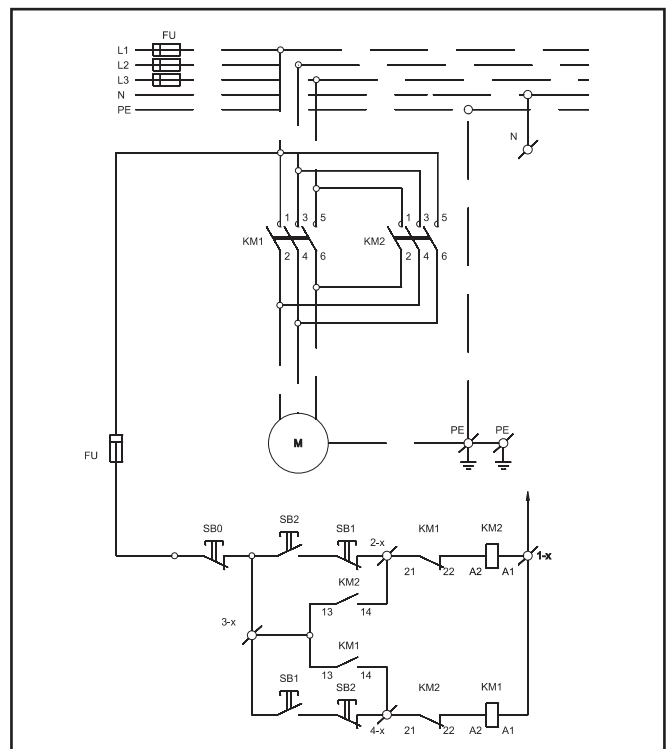 FU
L1
L2
L3
N
PE
N
1 3 5
1 3 5
KM1
KM2
2 4 6
2 4 6
M
PE PE
FU
SB0 SB2 SB1 2-x KM1 KM2
1-x
21 22 A2 A1
KM2
13 14
3-x
KM1
13 14
SB1 SB2 KM2 KM1
4-x 21 22 A2 A1